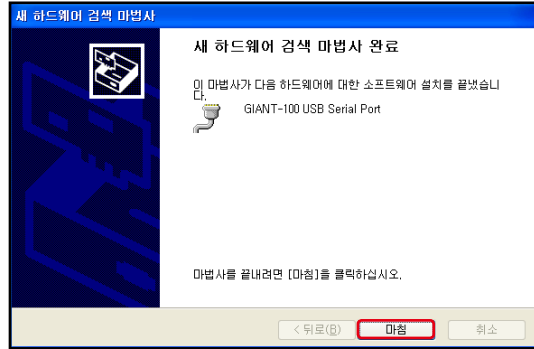 새 하드웨어 검색 마법사
새 하드웨어 검색 마법사 완료
이 마법사가 다음 하드웨어에 대한 소프트웨어 설치를 끝냈습니
다.
GIANT-100 USB Serial Port
마법사를 끝내려면 [마침]을 클릭하십시오.
< 뒤로(B) 마침 취소